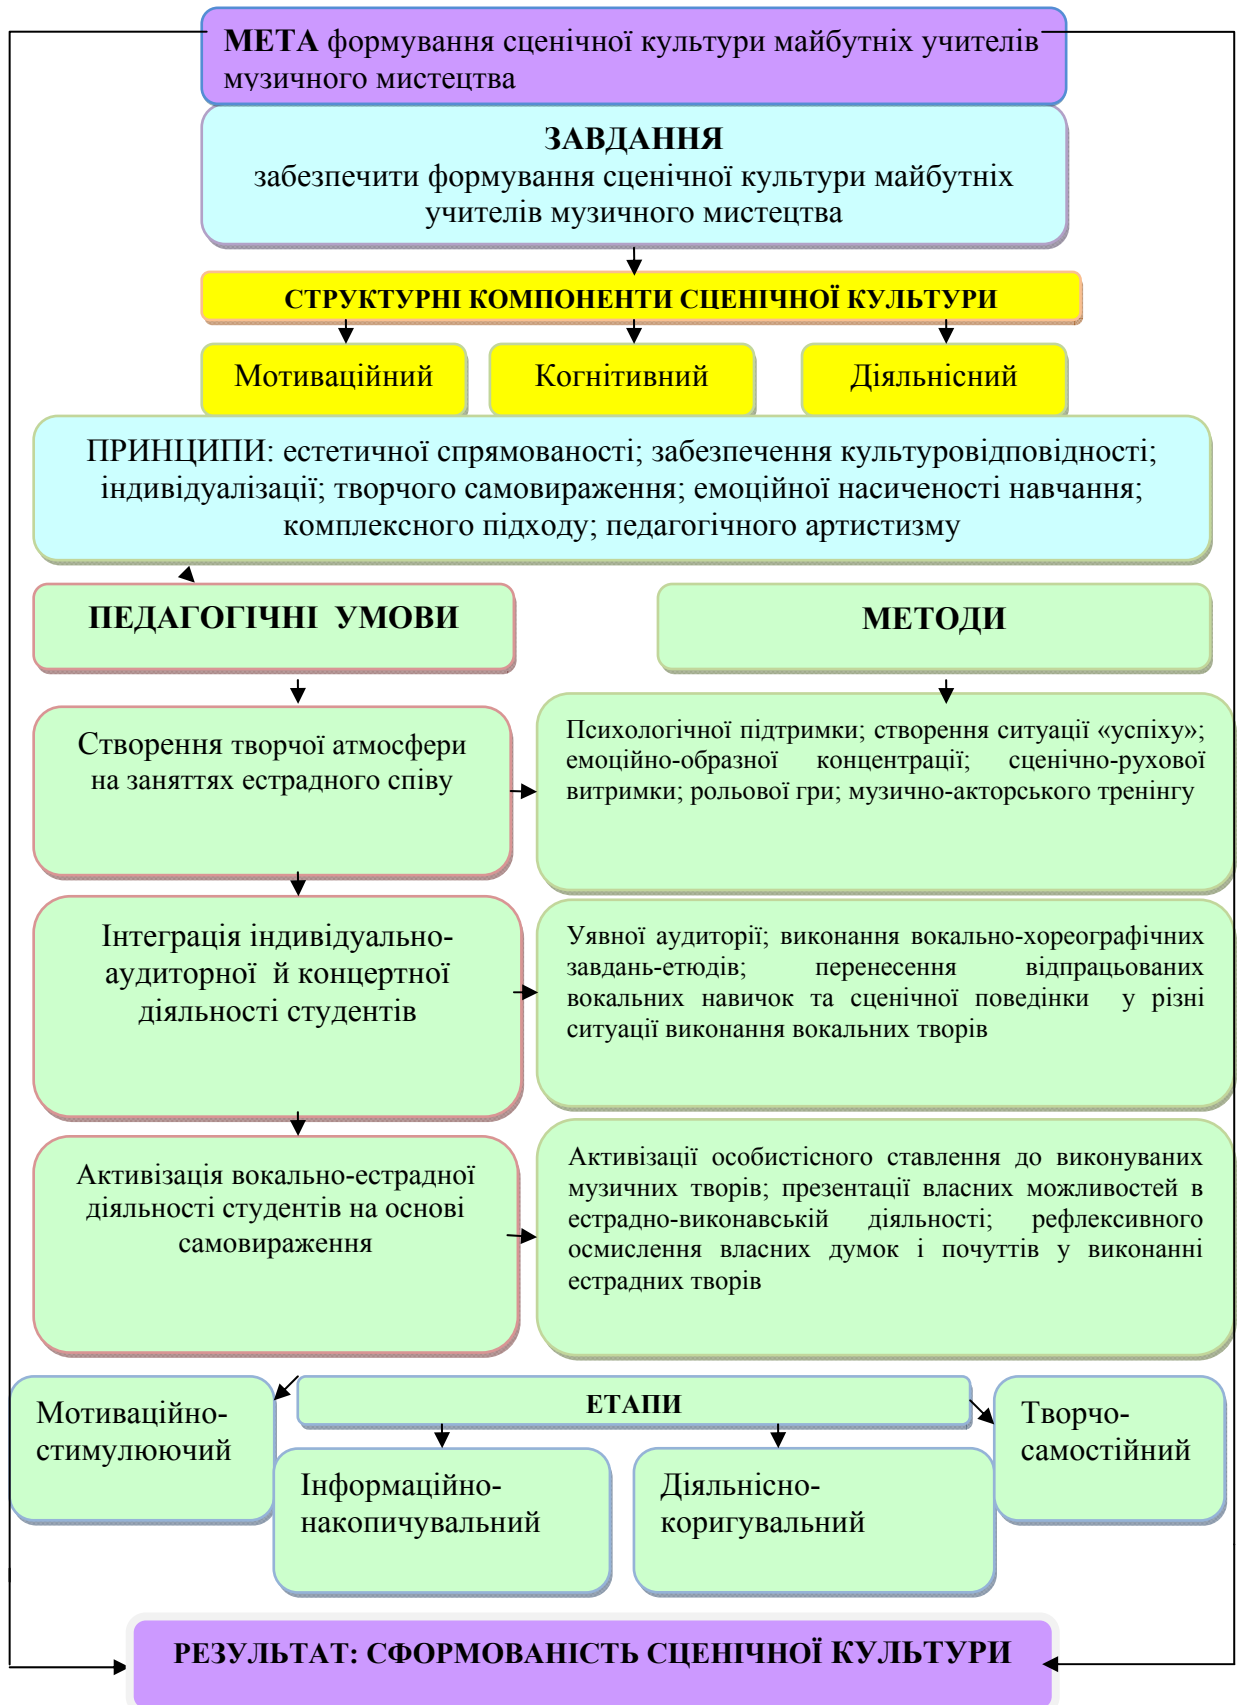 МЕТА формування сценічної культури майбутніх учителів
музичного мистецтва
ЗАВДАННЯ
забезпечити формування сценічної культури майбутніх
учителів музичного мистецтва
СТРУКТУРНІ КОМПОНЕНТИ СЦЕНІЧНОЇ КУЛЬТУРИ
Мотиваційний
Когнітивний
Діяльнісний
ПРИНЦИПИ: естетичної спрямованості; забезпечення культуровідповідності;
індивідуалізації; творчого самовираження; емоційної насиченості навчання;
комплексного підходу; педагогічного артистизму
ПЕДАГОГІЧНІ УМОВИ
МЕТОДИ
Створення творчої атмосфери
на заняттях естрадного співу
Психологічної підтримки; створення ситуації «успіху»;
емоційно-образної концентрації; сценічно-рухової
витримки; рольової гри; музично-акторського тренінгу
Інтеграція індивідуально-
аудиторної й концертної
діяльності студентів
Уявної аудиторії; виконання вокально-хореографічних
завдань-етюдів; перенесення відпрацьованих
вокальних навичок та сценічної поведінки у різні
ситуації виконання вокальних творів
Активізація вокально-естрадної
діяльності студентів на основі
самовираження
Активізації особистісного ставлення до виконуваних
музичних творів; презентації власних можливостей в
естрадно-виконавській діяльності; рефлексивного
осмислення власних думок і почуттів у виконанні
естрадних творів
ЕТАПИ
Мотиваційно-
стимулюючий
Інформаційно-
накопичувальний
Діяльнісно-
коригувальний
Творчо-
самостійний
РЕЗУЛЬТАТ: СФОРМОВАНІСТЬ СЦЕНІЧНОЇ КУЛЬТУРИ